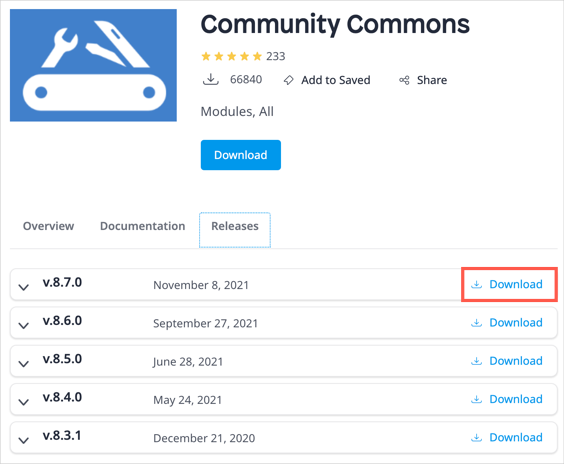 Community Commons
233
66840 Add to Saved Share
Modules, All
Download
Overview Documentation Releases
v.8.7.0 November 8, 2021 Download
v.8.6.0 September 27, 2021 Download
v.8.5.0 June 28, 2021 Download
v.8.4.0 May 24, 2021 Download
v.8.3.1 December 21, 2020 Download